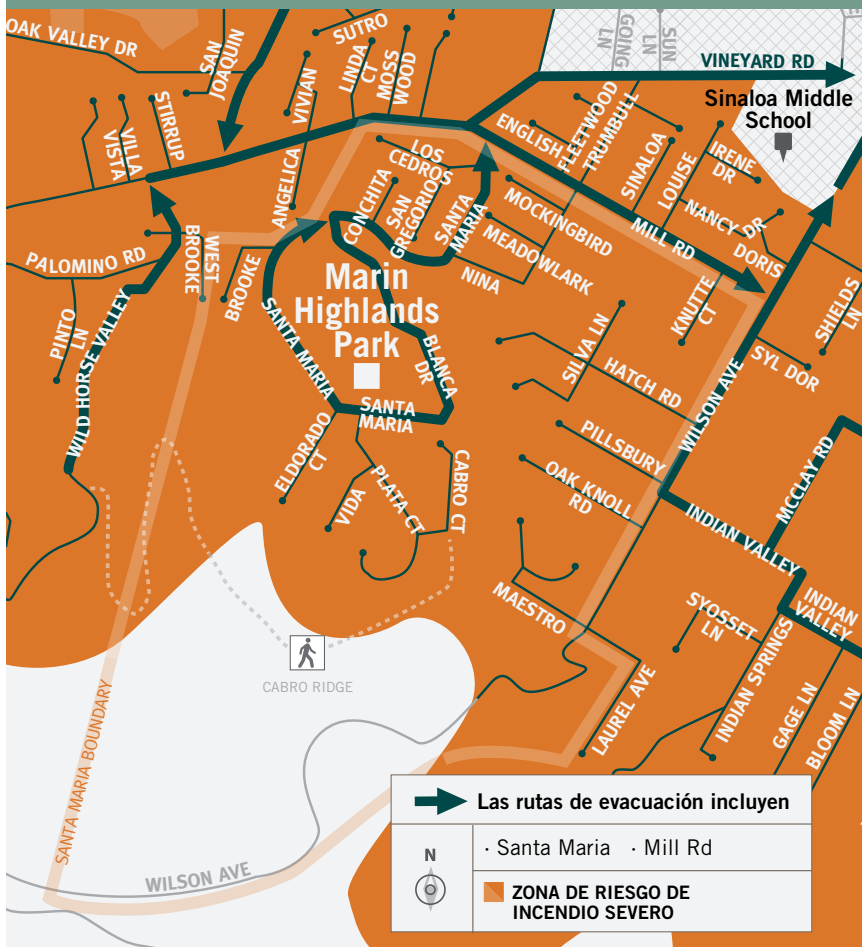 OAK VALLEY DR
SAN
JOAQUIN
SUTRO
LINDA
CT
MOSS
WOOD
GOING
LN
SUN
LN
VINEYARD RD
Sinaloa Middle
School
VILLA
VISTA
STIRRUP
VIVIAN
ANGELICA
LOS
CEDROS
ENGLISH
FLEETWOOD
TRUMBULL
SINALOA
LOUISE
IRENE
DR
NANCY DR
DORIS
CONCHITA
SAN
GREGORIO
SANTA
MARIA
MOCKINGBIRD
MEADOWLARK
NINA
MILL RD
KNUTTE
CT
SHIELDS
LN
PALOMINO RD
WEST
BROOKE
BROOKE
Marin
Highlands
Park
PINTO
LN
WILD HORSE VALLEY
SANTA MARIA
BLANCA
DR
SANTA
MARIA
SILVA LN
HATCH RD
WILSON AVE
SYL DOR
ELDORADO
CT
VIDA
PLATA CT
CABRO CT
PILLSBURY
OAK KNOLL
RD
MCCLAY RD
INDIAN VALLEY
MAESTRO
SYOSSET
LN
INDIAN
VALLEY
INDIAN SPRINGS
GAGE LN
BLOOM LN
LAUREL AVE
CABRO RIDGE
SANTA MARIA BOUNDARY
WILSON AVE
Las rutas de evacuación incluyen
N
· Santa Maria · Mill Rd
ZONA DE RIESGO DE
INCENDIO SEVERO